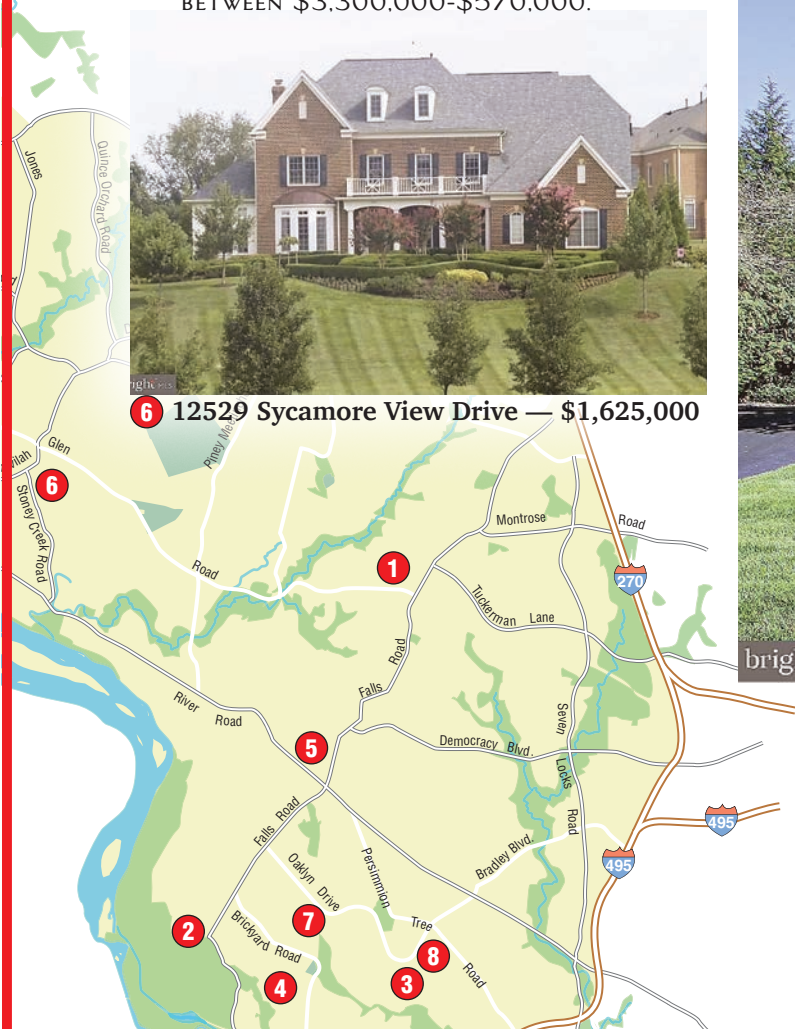 BETWEEN $3,300,000-$570,000.
6 12529 Sycamore View Drive — $1,625,000
Jones
Quince Orchard Road
Glen
6
Stoney Creek Road
Road
1
Montrose
Road
270
Tuckerman Lane
Falls
Road
River Road
5
Democracy Blvd.
Seven
Locks
Road
495
495
Falls Road
Oaklyn Drive
Persimmion
Tree
Road
Bradley Blvd.
Brickyard Road
2
7
8
3
4